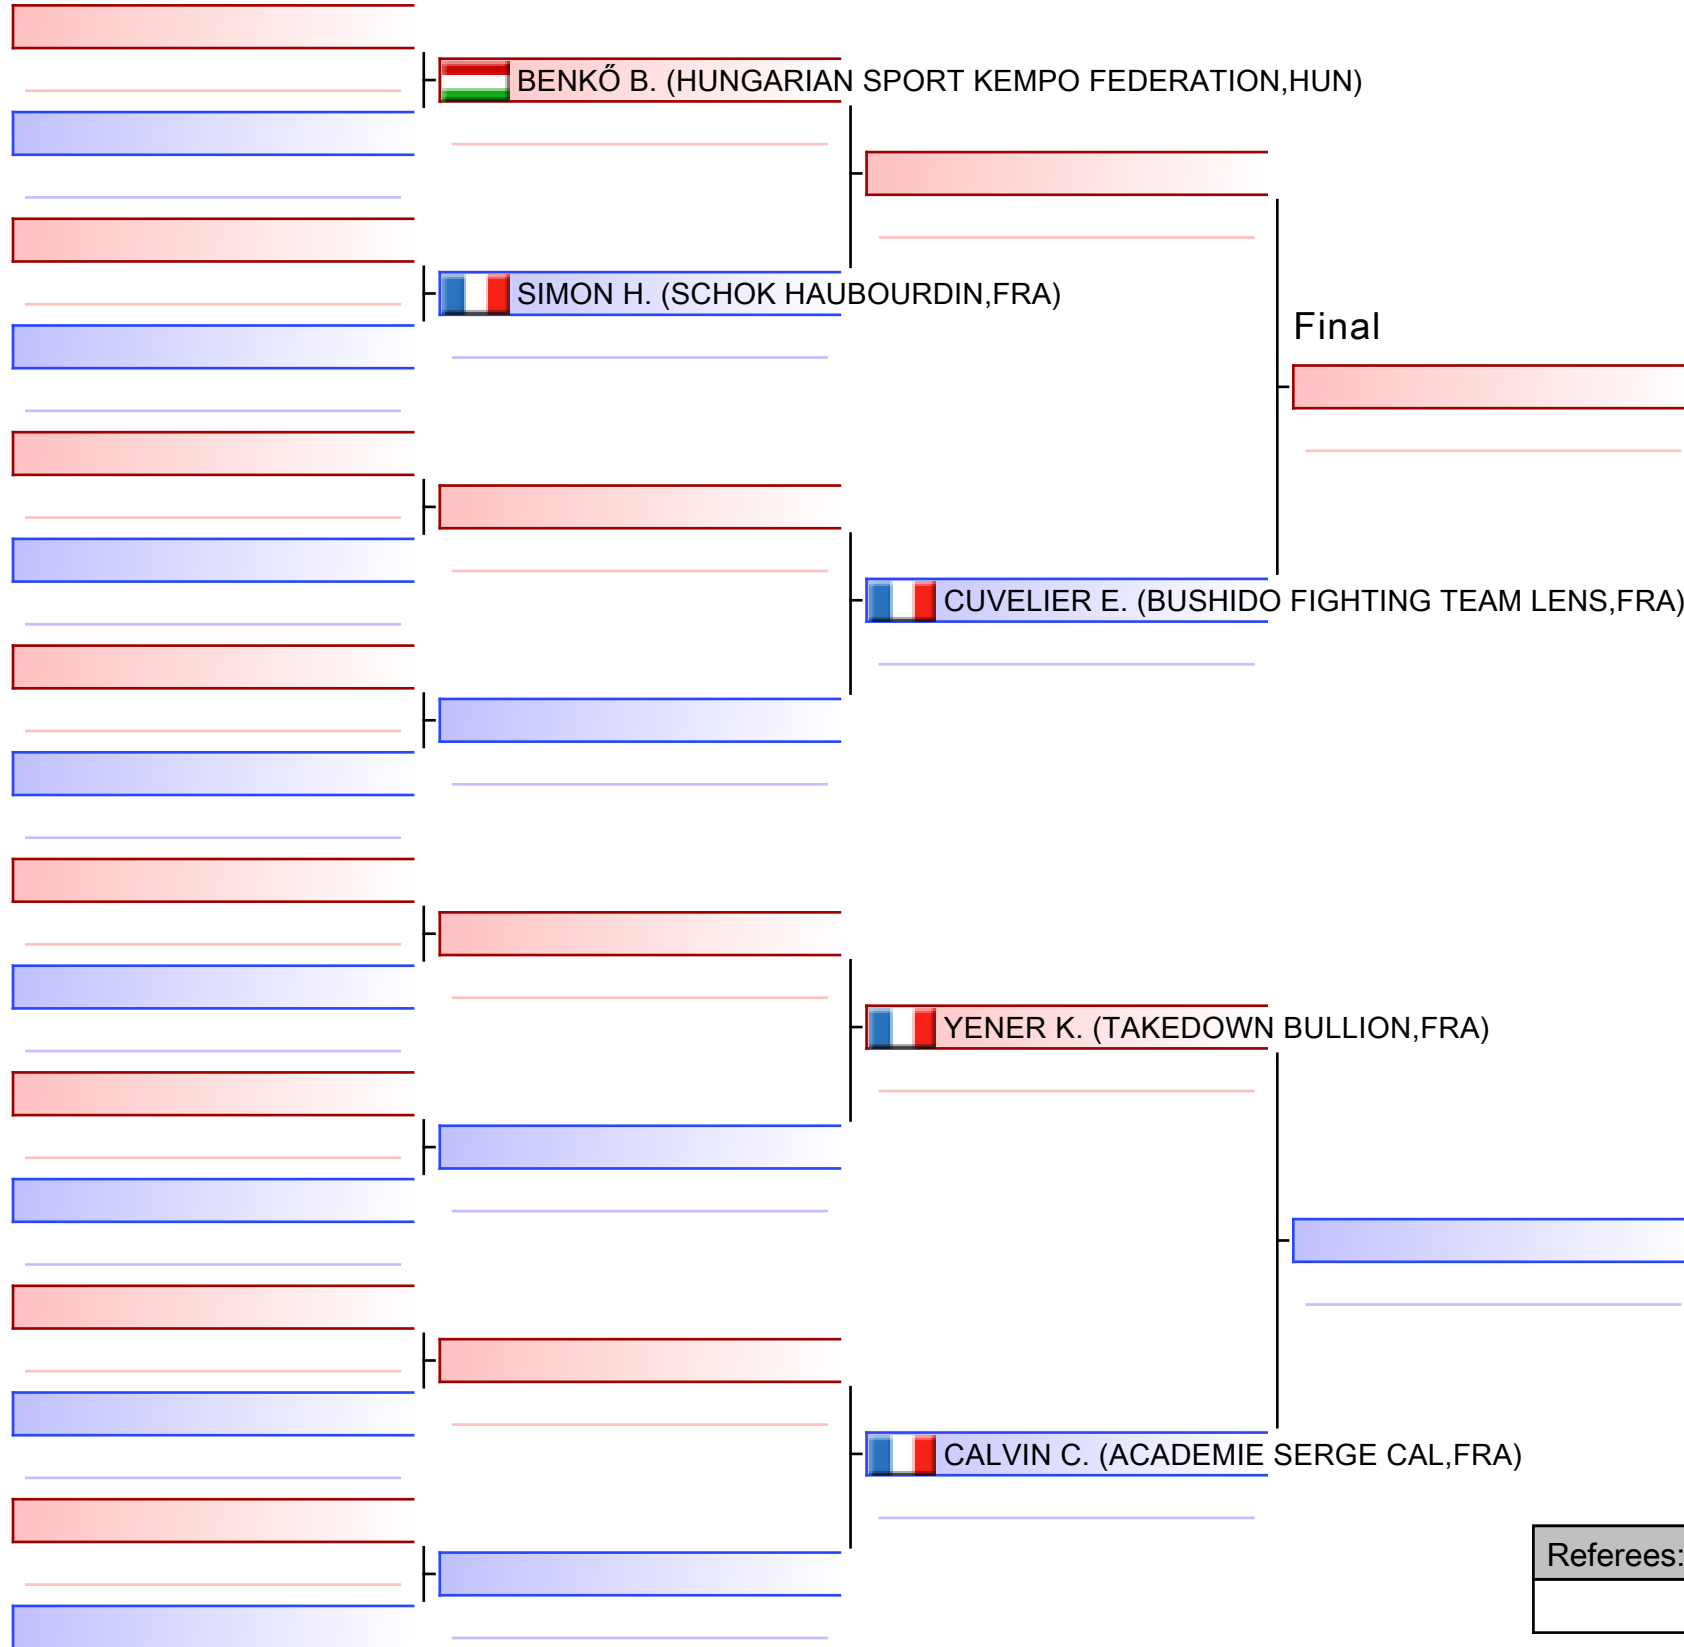 BENKŐ B. (HUNGARIAN SPORT KEMPO FEDERATION,HUN)
SIMON H. (SCHOK HAUBOURDIN,FRA)
Final
CUVELIER E. (BUSHIDO FIGHTING TEAM LENS,FRA)
YENER K. (TAKEDOWN BULLION,FRA)
CALVIN C. (ACADEMIE SERGE CAL,FRA)
Referees: